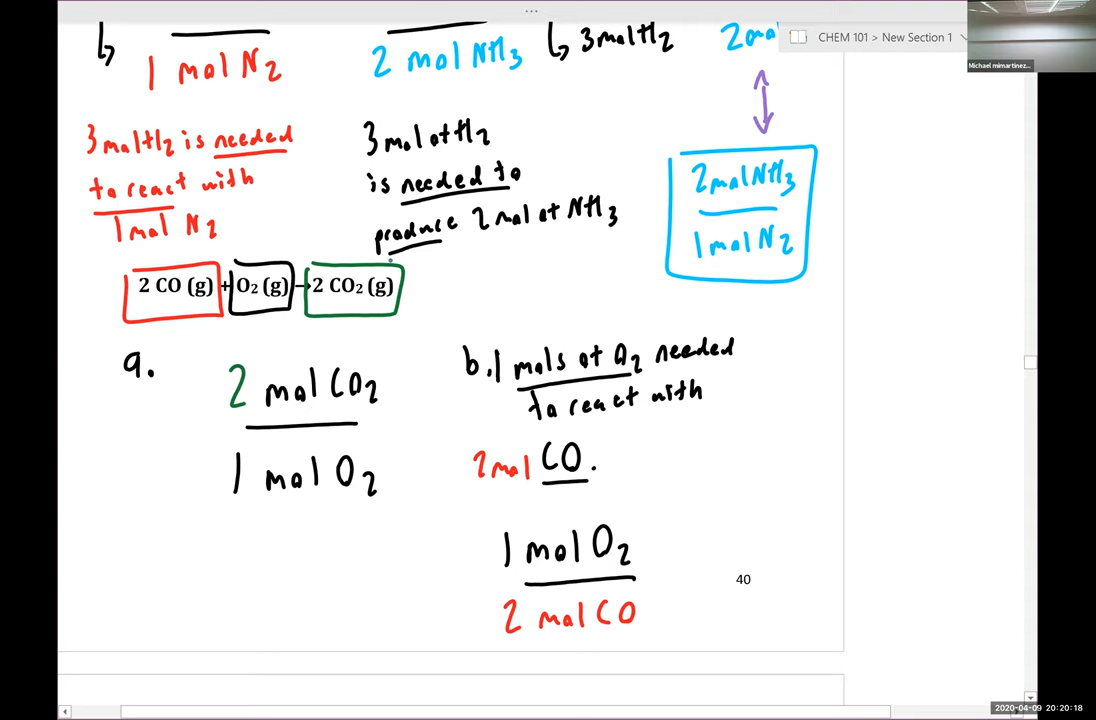 CHEM 101 > New Section 1
Michael mimartinez...
1 mol N2
2 mol NH3
↳ 3 mol H2
2 mol
3 mol H2 is needed
to react with
1 mol N2
3 mol of H2
is needed to
produce 2 mol of NH3
2 mol NH3
1 mol N2
2 CO (g) + O2 (g) → 2 CO2 (g)
a.
2 mol CO2
1 mol O2
b. 1 mols of O2 needed
to react with
2 mol CO.
1 mol O2
2 mol CO
40
2020-04-09 20:20:18